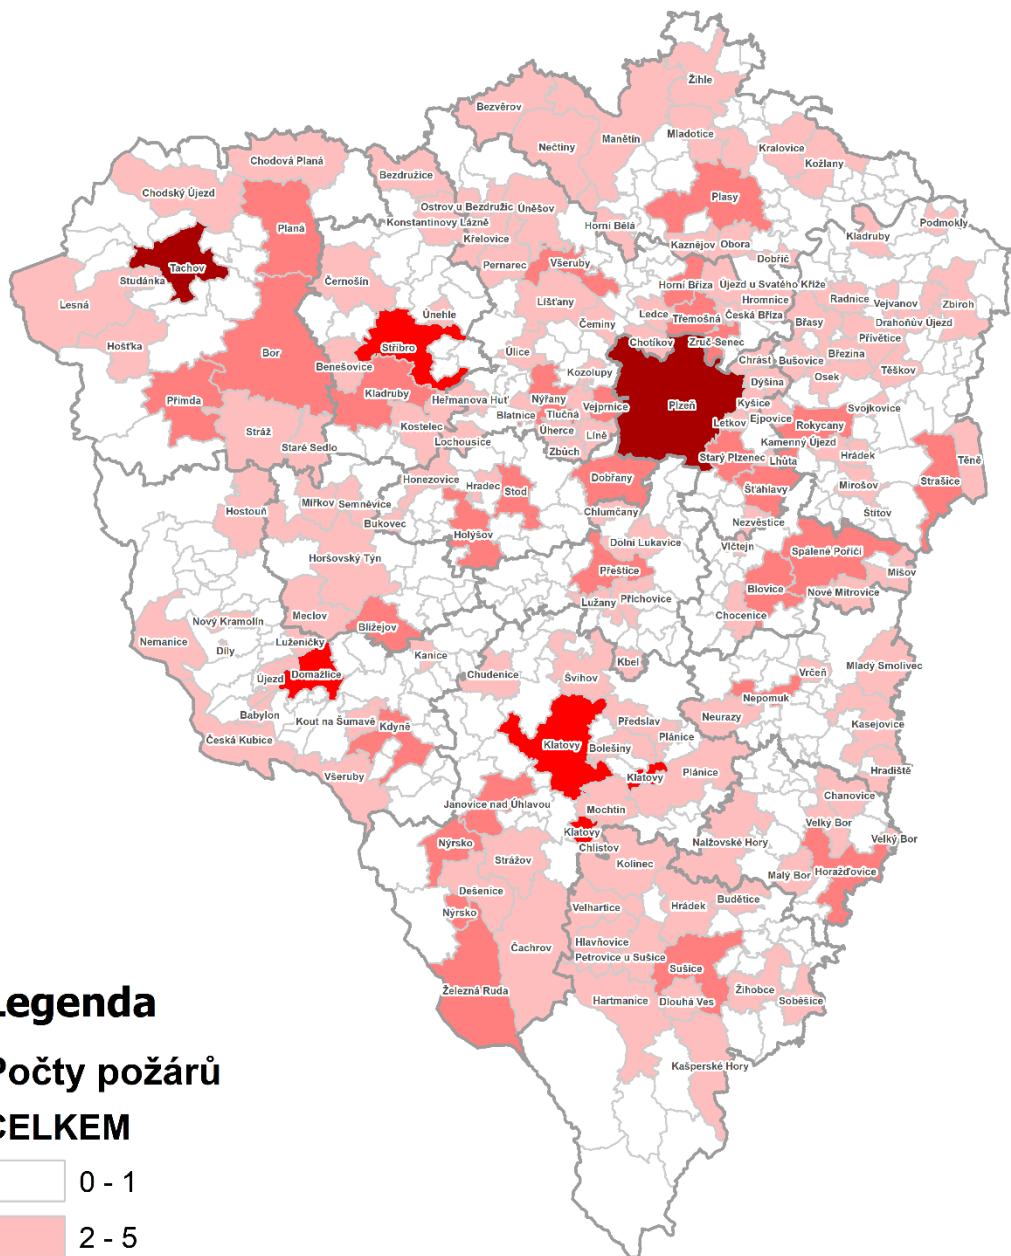 Žihle
Bezvěrov
Mladotice
Manětín
Nečtiny
Kralovice
Kožlany
Chodová Planá
Bezdružice
Chodský Újezd
Plasy
Ostrov u Bezdružic
Úněšov
Konstantinovy Lázně
Horní Bělá
Podmokly
Planá
Kladruby
Křelovice
Kaznějov
Obora
Dobříč
Všeruby
Pernarec
Tachov
Studánka
Černošín
Horní Bříza
Újezd u Svatého Kříže
Lesná
Líšťany
Hromnice
Radnice
Vejvanov
Zbiroh
Únehle
Ledce
Třemošná
Česká Bříza
Břasy
Drahoňův Újezd
Čeminy
Přívětice
Hošťka
Stříbro
Chotíkov
Zruč-Senec
Bor
Úlice
Březina
Benešovice
Chrást
Bušovice
Kozolupy
Osek
Těškov
Dýšina
Přimda
Kladruby
Heřmanova Huť
Nýřany
Vejprnice
Plzeň
Kyšice
Svojkovice
Blatnice
Tlučná
Letkov
Ejpovice
Rokycany
Stráž
Kostelec
Úherce
Líně
Kamenný Újezd
Staré Sedlo
Lochousice
Zbůch
Starý Plzenec
Lhůta
Hrádek
Těně
Honezovice
Hradec
Stod
Dobřany
Šťáhlavy
Mirošov
Strašice
Mířkov
Semněvice
Hostouň
Bukovec
Chlumčany
Nezvěstice
Štítov
Holýšov
Dolní Lukavice
Vlčtejn
Spálené Poříčí
Horšovský Týn
Přeštice
Mišov
Blovice
Nové Mitrovice
Lužany
Příchovice
Chocenice
Meclov
Nový Kramolín
Blížejov
Nemanice
Luženičky
Díly
Kanice
Kbel
Mladý Smolivec
Domažlice
Chudenice
Švihov
Vrčeň
Újezd
Nepomuk
Babylon
Kout na Šumavě
Předslav
Neurazy
Kasejovice
Kdyně
Plánice
Česká Kubice
Klatovy
Bolešiny
Všeruby
Klatovy
Plánice
Hradiště
Janovice nad Úhlavou
Mochtín
Chanovice
Klatovy
Velký Bor
Nýrsko
Chlistov
Nalžovské Hory
Velký Bor
Strážov
Kolinec
Malý Bor
Horažďovice
Dešenice
Velhartice
Hrádek
Budětice
Nýrsko
Hlavňovice
Čachrov
Petrovice u Sušice
Sušice
Železná Ruda
Hartmanice
Dlouhá Ves
Žihobce
Soběšice
Kašperské Hory
Legenda
Počty požárů
CELKEM
0 - 1
2 - 5